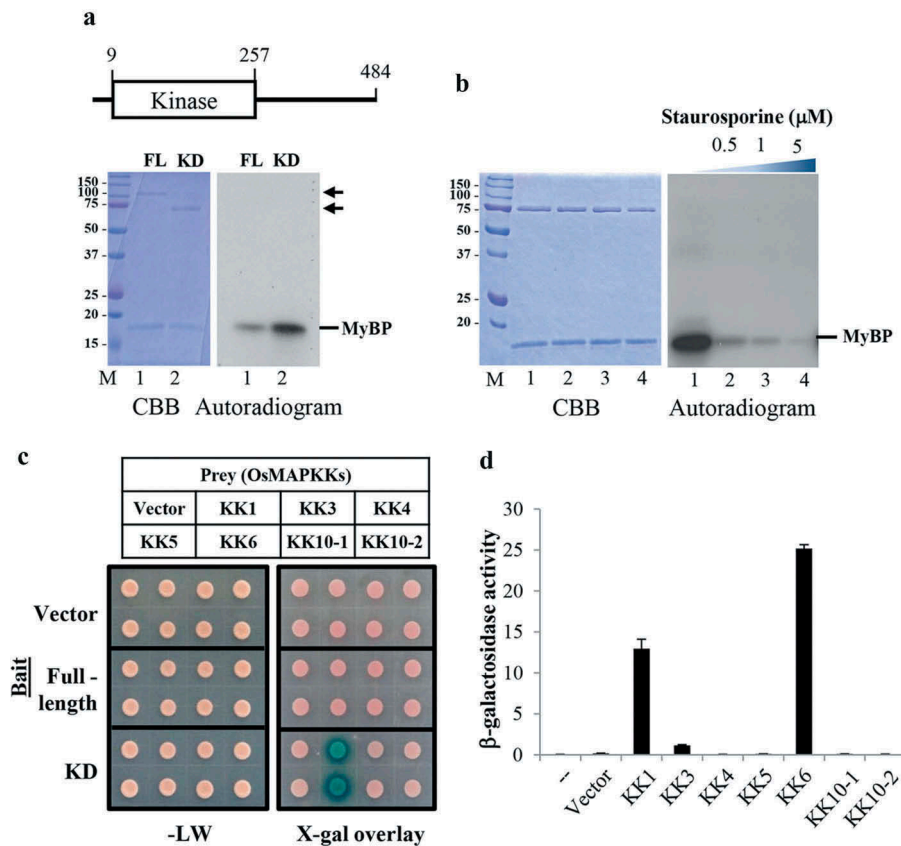 a
9 257 484
Kinase
FL KD FL KD
150 -
100 -
75 -
50 -
37 -
25 -
20 -
15 -
MyBP
M 1 2 1 2
CBB Autoradiogram
b
Staurosporine (μM)
0.5 1 5
150 -
100 -
75 -
50 -
37 -
25 -
20 -
MyBP
M 1 2 3 4 1 2 3 4
CBB Autoradiogram
c
Prey (OsMAPKKs)
Vector KK1 KK3 KK4
KK5 KK6 KK10-1 KK10-2
Bait
Vector
Full -
length
KD
-LW X-gal overlay
d
β-galactosidase activity
30
25
20
15
10
5
0
-- Vector KK1 KK3 KK4 KK5 KK6 KK10-1 KK10-2